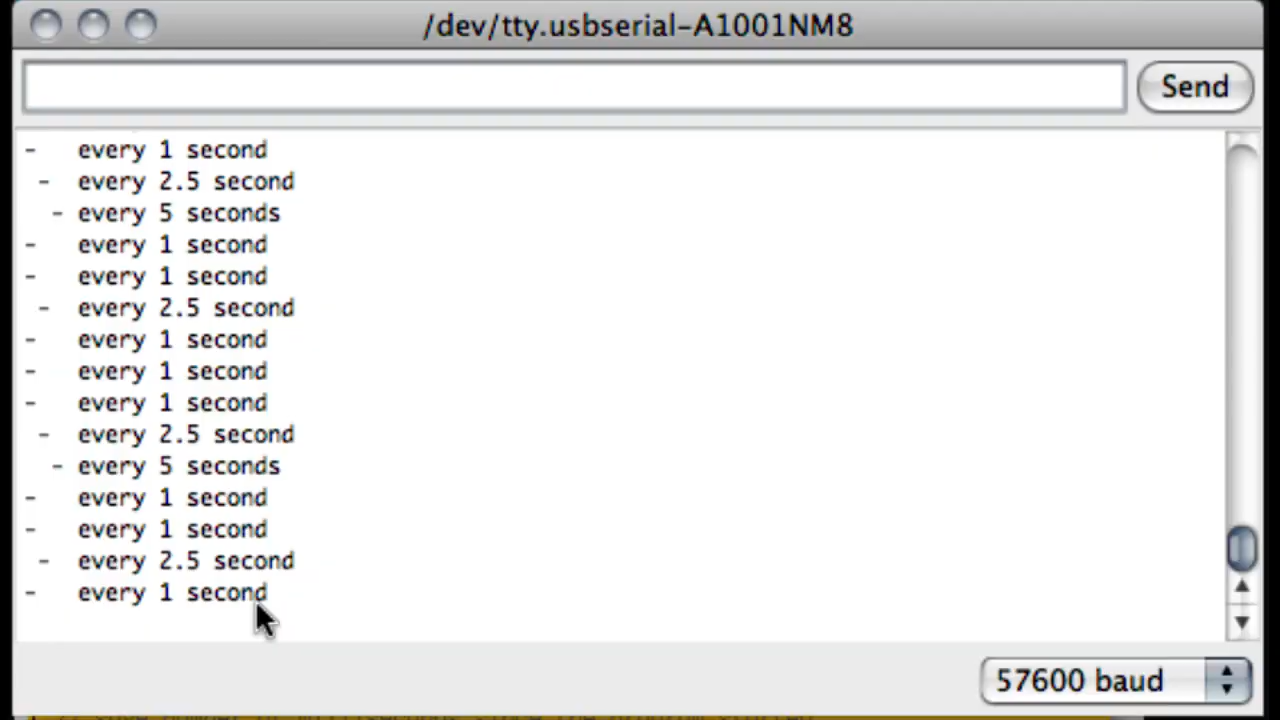 /dev/tty.usbserial-A1001NM8
Send
-   every 1 second
 -  every 2.5 second
  - every 5 seconds
-   every 1 second
-   every 1 second
 -  every 2.5 second
-   every 1 second
-   every 1 second
-   every 1 second
 -  every 2.5 second
  - every 5 seconds
-   every 1 second
-   every 1 second
 -  every 2.5 second
-   every 1 second
57600 baud